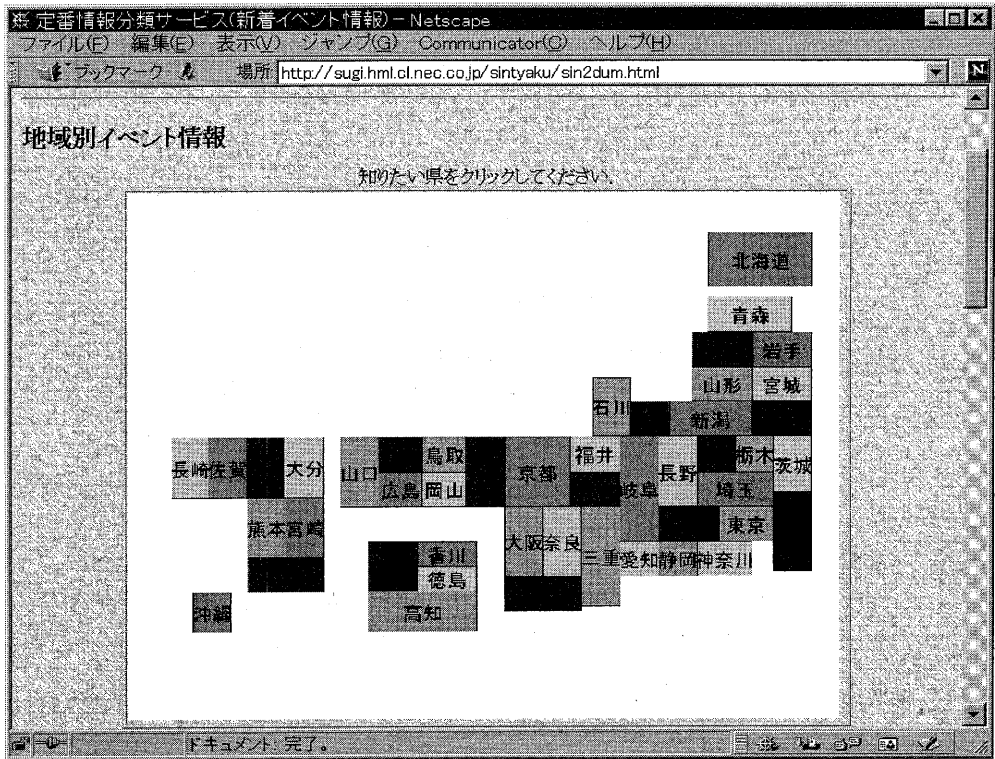 定番情報分類サービス(新着イベント情報) - Netscape
ファイル(F) 編集(E) 表示(V) ジャンプ(G) Communicator(C) ヘルプ(H)
ブックマーク 場所 http://sugi.hml.cl.nec.co.jp/sintyaku/sin2dum.html N
地域別イベント情報
知りたい県をクリックしてください.
北海道
青森
岩手
山形 宮城
石川 新潟
長崎 佐賀 大分 山口 鳥取 京都 福井 岐阜 長野 栃木 茨城
広島 岡山 埼玉
熊本 宮崎 東京
大阪 奈良 三重 愛知 静岡 神奈川
香川
徳島
沖縄 高知
ドキュメント: 完了。